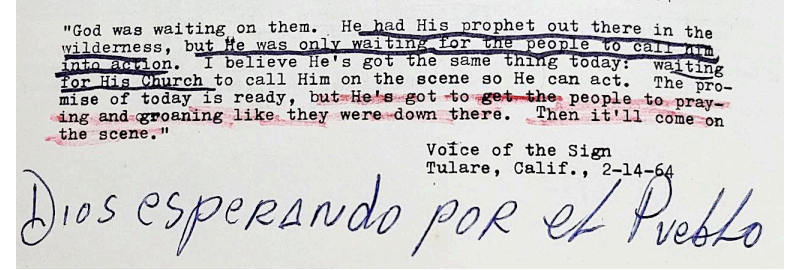 "God was waiting on them.  He had His prophet out there in the
wilderness, but He was only waiting for the people to call him
into action.  I believe He's got the same thing today:  waiting
for His Church to call Him on the scene so He can act.  The pro-
mise of today is ready, but He's got to get the people to pray-
ing and groaning like they were down there.  Then it'll come on
the scene."
Voice of the Sign
Tulare, Calif., 2-14-64
Dios esperando por el Pueblo